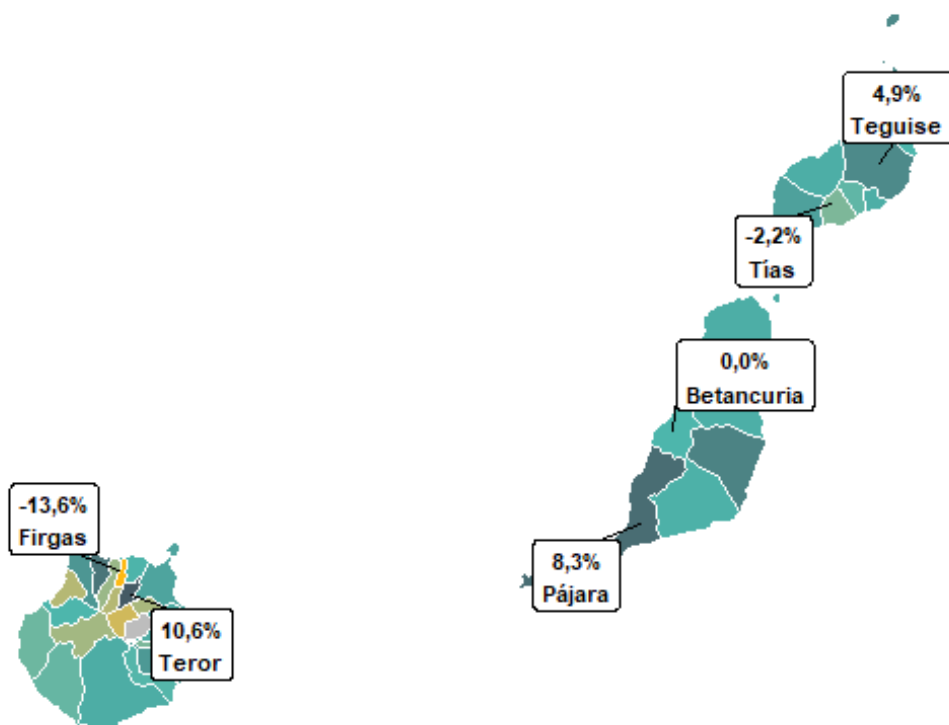 4,9%
Teguise
-2,2%
Tías
0,0%
Betancuria
-13,6%
Firgas
8,3%
Pájara
10,6%
Teror